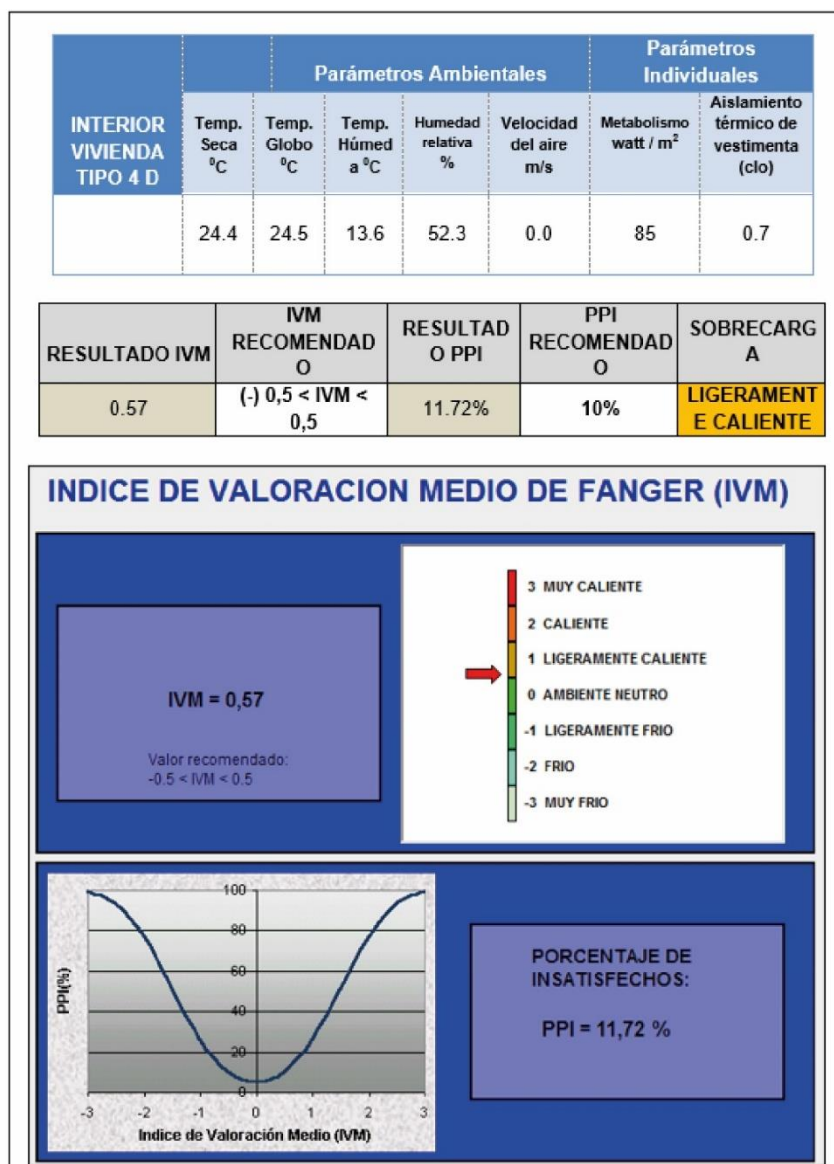 Parámetros Ambientales
Parámetros
Individuales
INTERIOR
VIVIENDA
TIPO 4 D
Temp.
Seca
⁰C
Temp.
Globo
⁰C
Temp.
Húmed
a ⁰C
Humedad
relativa
%
Velocidad
del aire
m/s
Metabolismo
watt / m²
Aislamiento
térmico de
vestimenta
(clo)
24.4 24.5 13.6 52.3 0.0 85 0.7
RESULTADO IVM
IVM
RECOMENDAD
O
RESULTAD
O PPI
PPI
RECOMENDAD
O
SOBRECARG
A
0.57
(-) 0,5 < IVM <
0,5
11.72%
10%
LIGERAMENT
E CALIENTE
INDICE DE VALORACION MEDIO DE FANGER (IVM)
IVM = 0,57
Valor recomendado:
-0.5 < IVM < 0.5
3 MUY CALIENTE
2 CALIENTE
1 LIGERAMENTE CALIENTE
0 AMBIENTE NEUTRO
-1 LIGERAMENTE FRIO
-2 FRIO
-3 MUY FRIO
PPI(%)
100
80
60
40
20
0
-3 -2 -1 0 1 2 3
Indice de Valoración Medio (IVM)
PORCENTAJE DE
INSATISFECHOS:
PPI = 11,72 %